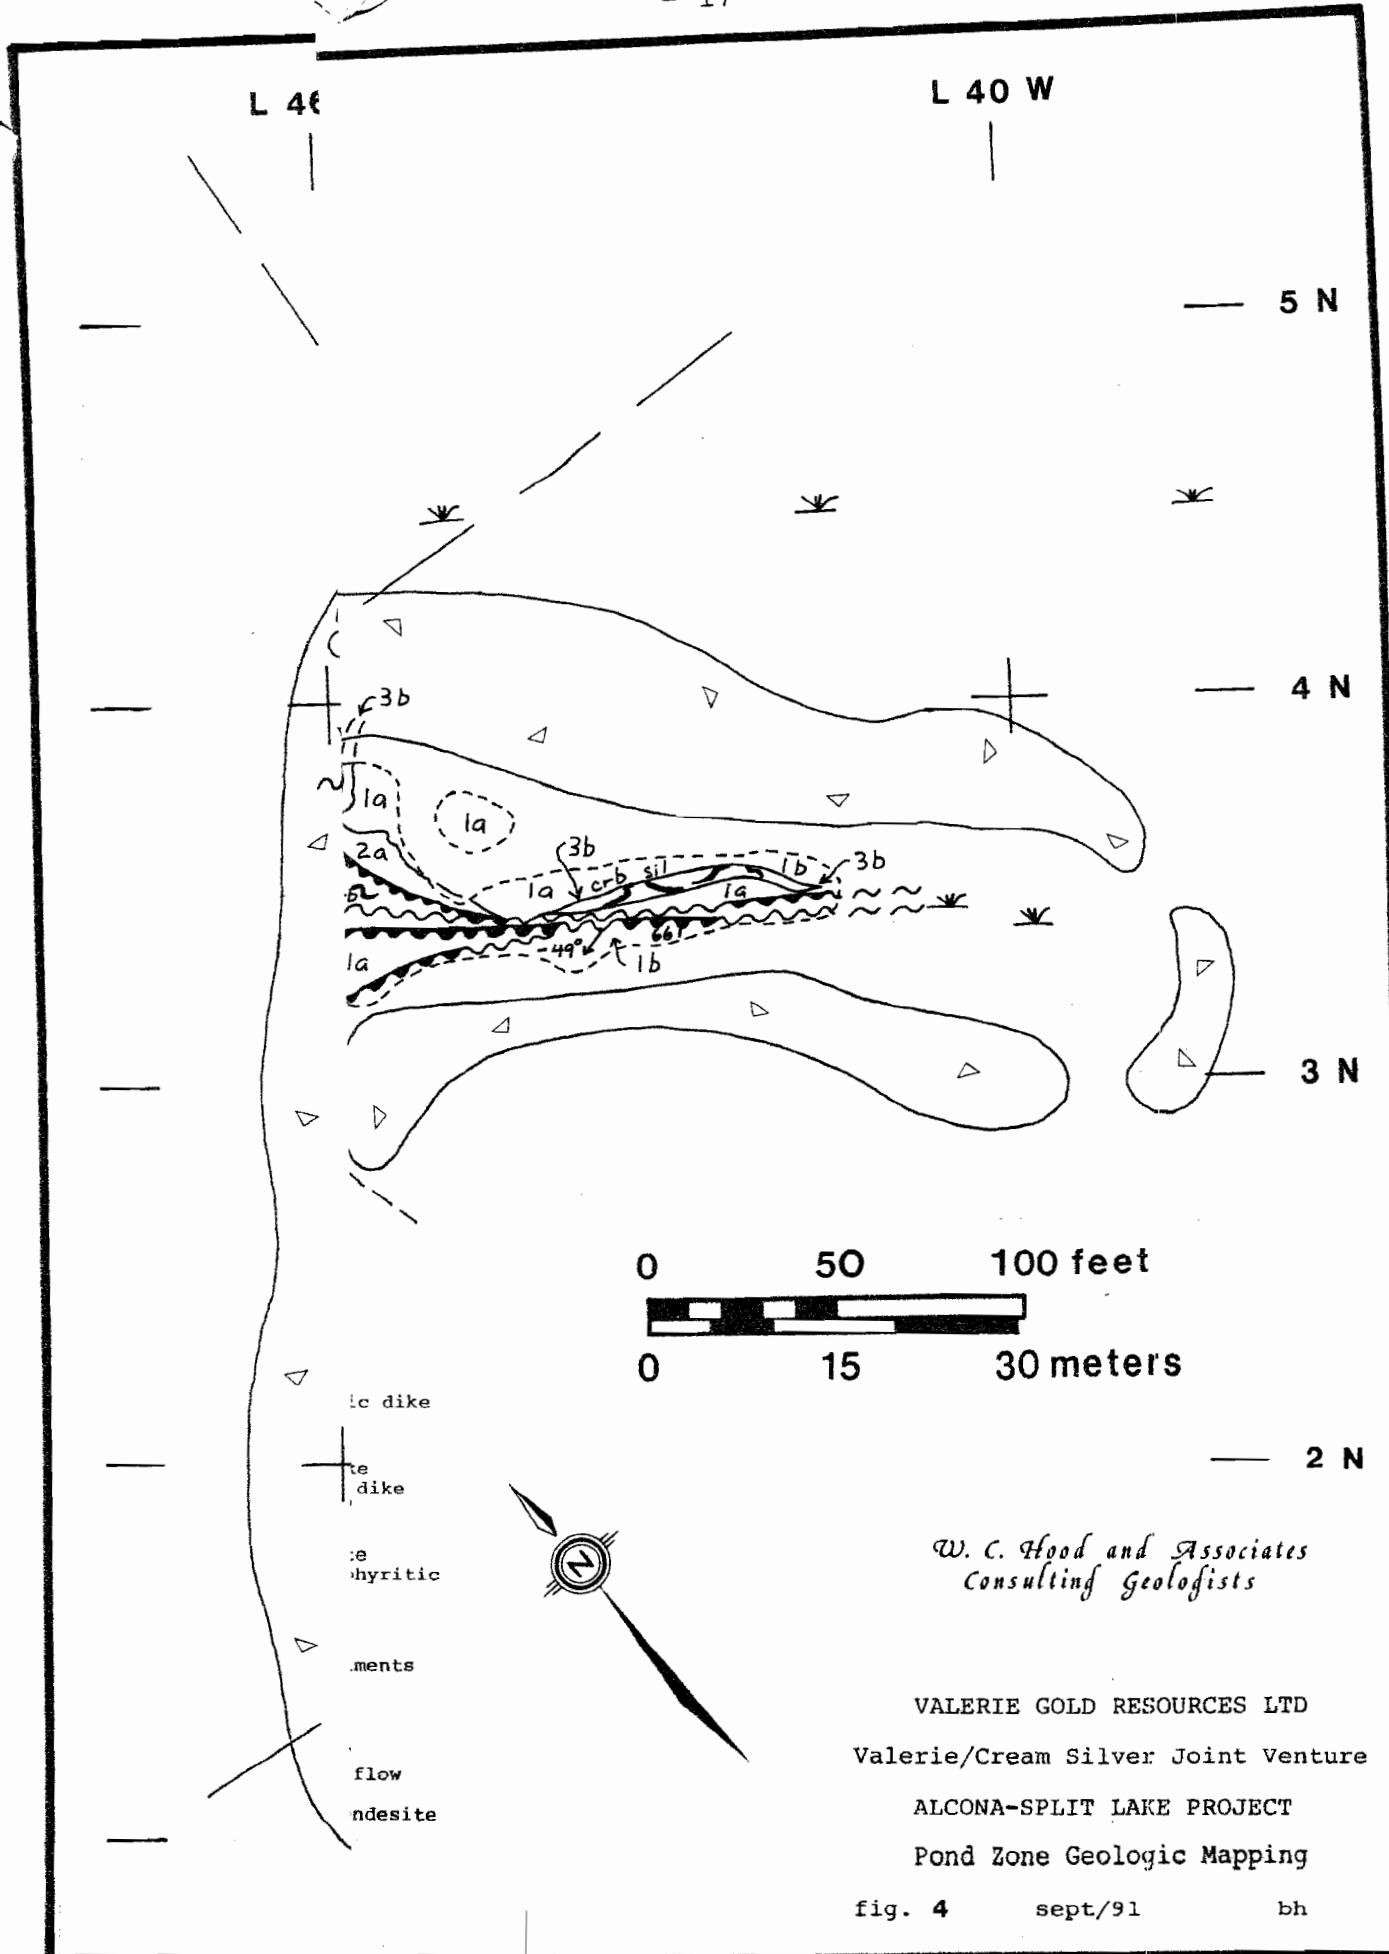 17
L 40 W
5 N
4 N
3b
1a
1a
2a
3b
1a
crb
sil
1b
3b
1a
1a
49°
66
1b
3 N
0 50 100 feet
0 15 30 meters
ic dike
dike
2 N
hyritic
ments
flow
ndesite
N
W. C. Hood and Associates
Consulting Geologists
VALERIE GOLD RESOURCES LTD
Valerie/Cream Silver Joint Venture
ALCONA-SPLIT LAKE PROJECT
Pond Zone Geologic Mapping
fig. 4 sept/91 bh